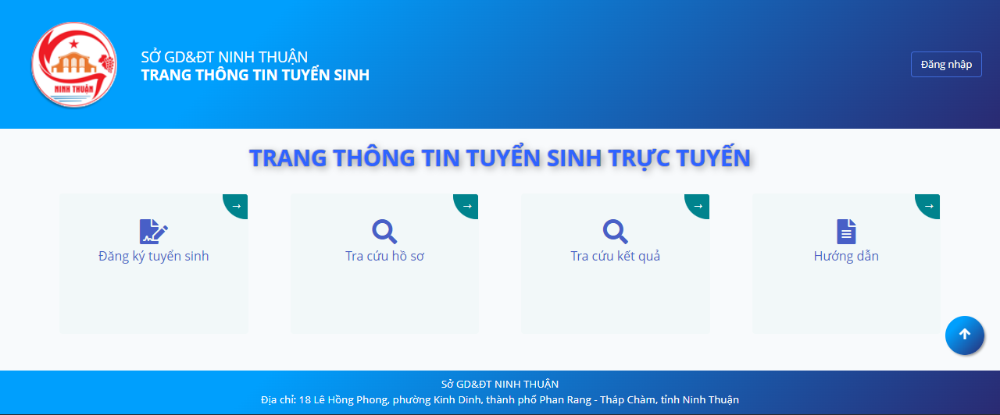 NINH THUẬN
SỞ GD&ĐT NINH THUẬN
TRANG THÔNG TIN TUYỂN SINH
Đăng nhập
TRANG THÔNG TIN TUYỂN SINH TRỰC TUYẾN
Đăng ký tuyển sinh
Tra cứu hồ sơ
Tra cứu kết quả
Hướng dẫn
Sở GD&ĐT NINH THUẬN
Địa chỉ: 18 Lê Hồng Phong, phường Kinh Dinh, thành phố Phan Rang - Tháp Chàm, tỉnh Ninh Thuận